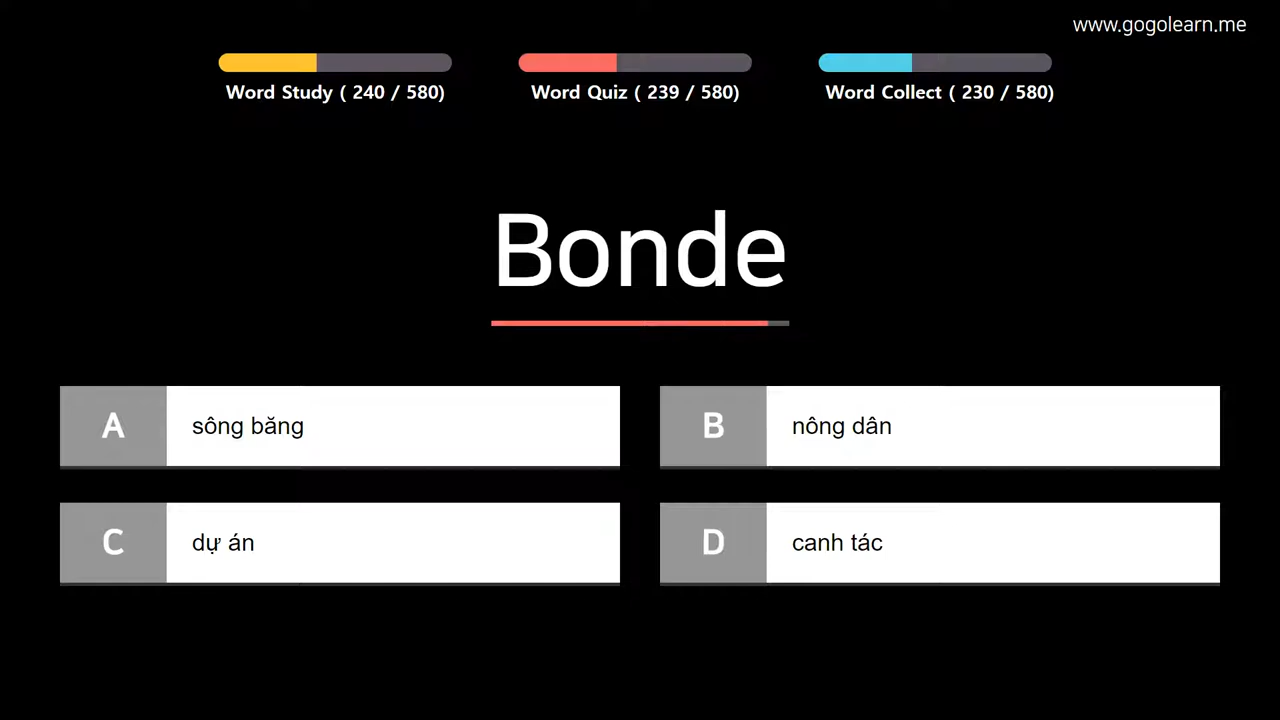 www.gogolearn.me
Word Study ( 240 / 580)
Word Quiz ( 239 / 580)
Word Collect ( 230 / 580)
Bonde
A sông băng
B nông dân
C dự án
D canh tác